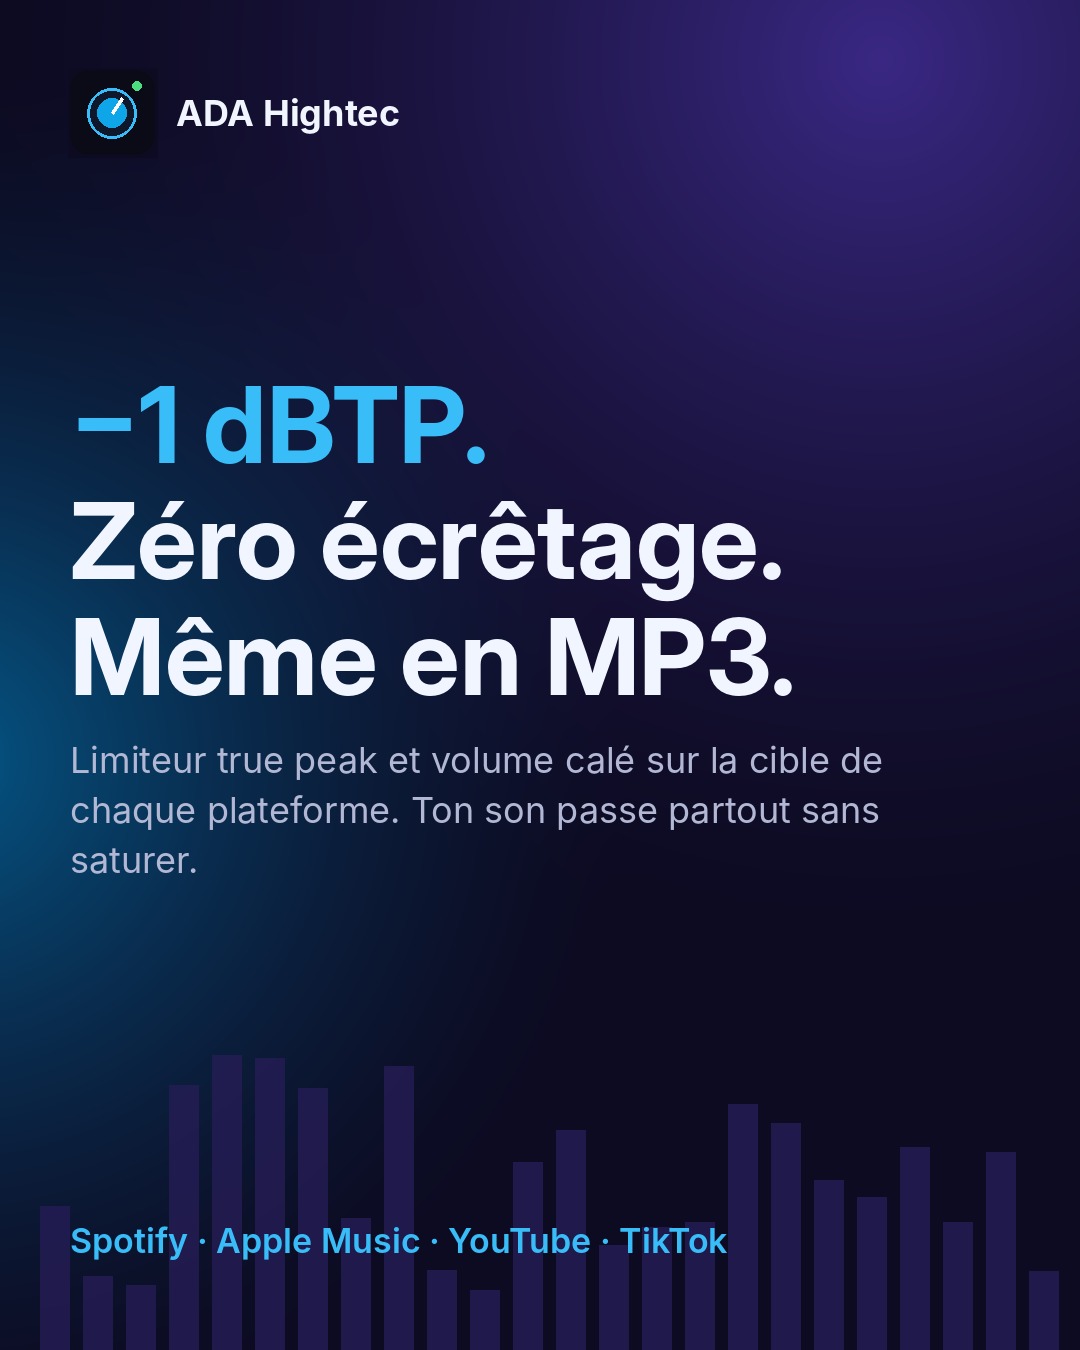 ADA Hightec
−1 dBTP.
Zéro écrêtage.
Même en MP3.
Limiteur true peak et volume calé sur la cible de
chaque plateforme. Ton son passe partout sans
saturer.
Spotify · Apple Music · YouTube · TikTok